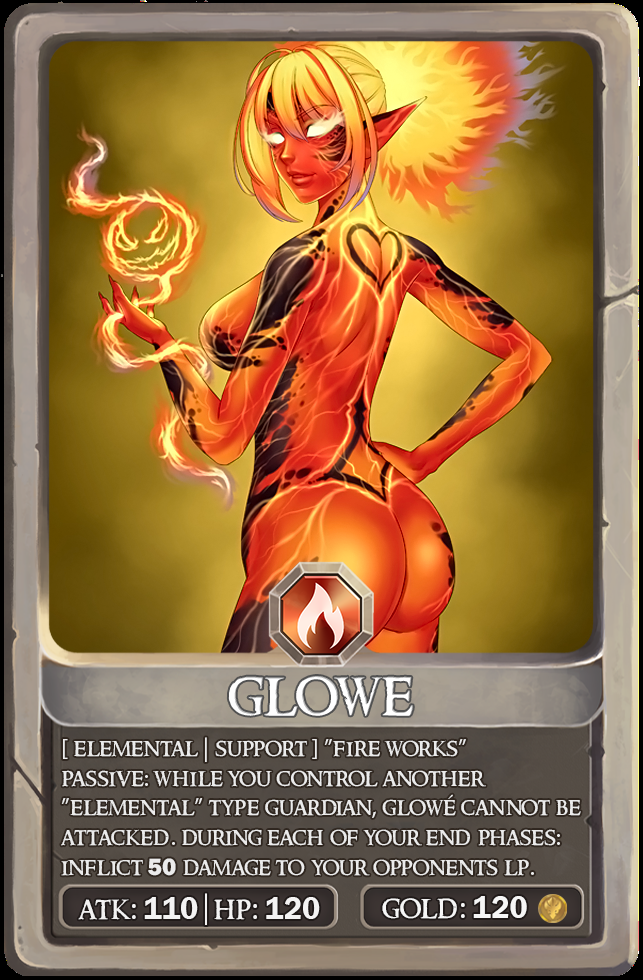 GLOWE
[ ELEMENTAL | SUPPORT ] "FIRE WORKS"
PASSIVE: WHILE YOU CONTROL ANOTHER
"ELEMENTAL" TYPE GUARDIAN, GLOWÉ CANNOT BE
ATTACKED. DURING EACH OF YOUR END PHASES:
INFLICT 50 DAMAGE TO YOUR OPPONENTS LP.
ATK: 110 | HP: 120 GOLD: 120